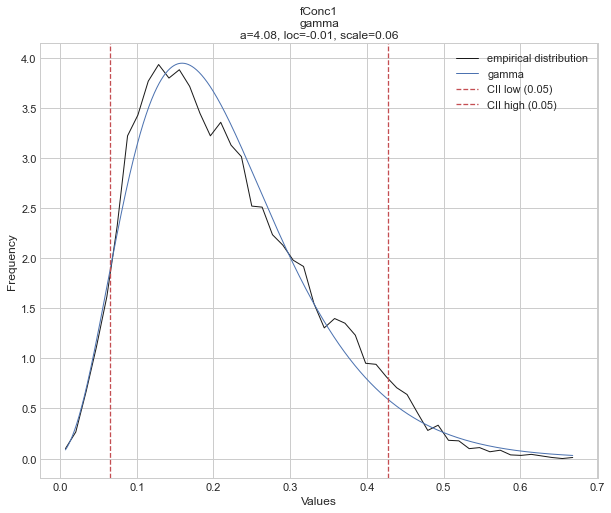 fConc1
gamma
a=4.08, loc=-0.01, scale=0.06
empirical distribution
gamma
CII low (0.05)
CII high (0.05)
4.0
3.5
3.0
2.5
2.0
1.5
1.0
0.5
0.0
Frequency
0.0 0.1 0.2 0.3 0.4 0.5 0.6 0.7
Values